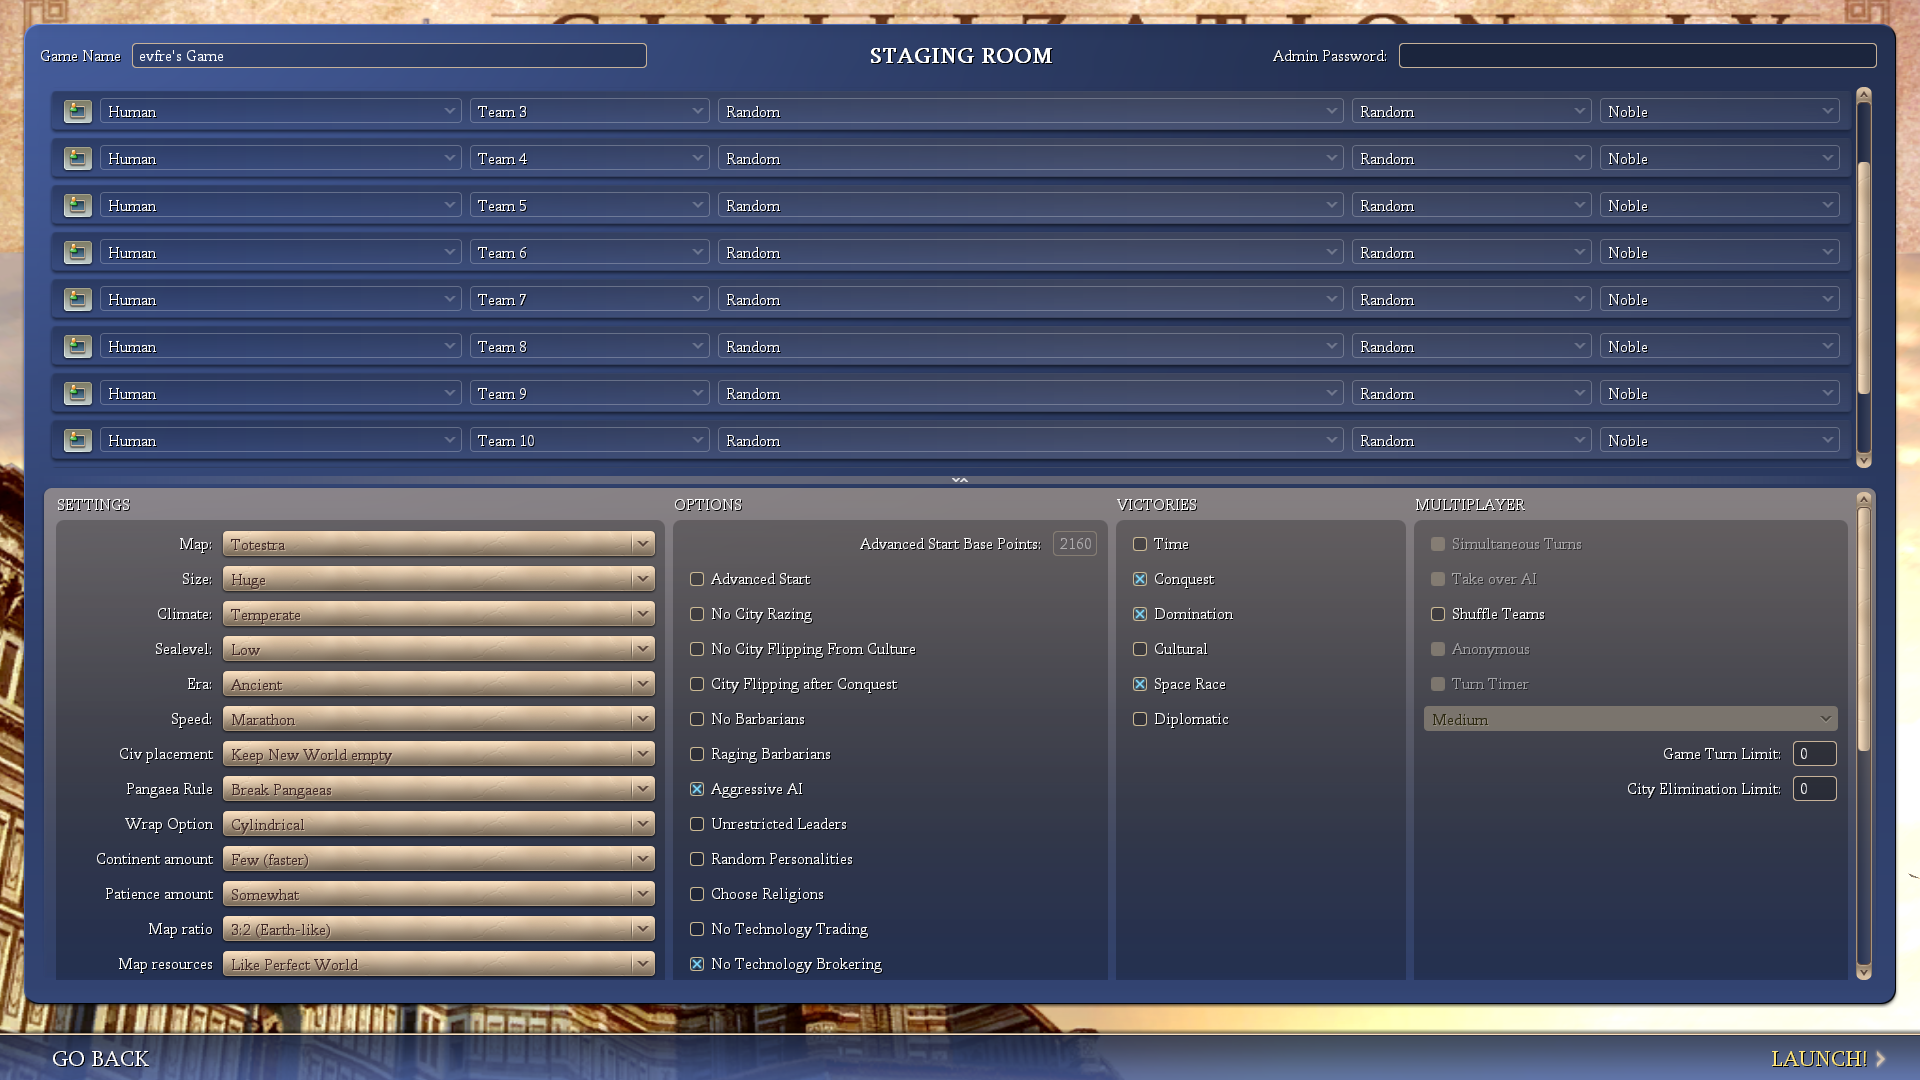 CIVILIZATION IV
Game Name evfre's Game STAGING ROOM Admin Password:
Human Team 3 Random Random Noble
Human Team 4 Random Random Noble
Human Team 5 Random Random Noble
Human Team 6 Random Random Noble
Human Team 7 Random Random Noble
Human Team 8 Random Random Noble
Human Team 9 Random Random Noble
Human Team 10 Random Random Noble
SETTINGS
Map: Totestra
Size: Huge
Climate: Temperate
Sealevel: Low
Era: Ancient
Speed: Marathon
Civ placement Keep New World empty
Pangaea Rule Break Pangaeas
Wrap Option Cylindrical
Continent amount Few (faster)
Patience amount Somewhat
Map ratio 3:2 (Earth-like)
Map resources Like Perfect World
OPTIONS
Advanced Start Base Points: 2160
Advanced Start
No City Razing
No City Flipping From Culture
City Flipping after Conquest
No Barbarians
Raging Barbarians
Aggressive AI
Unrestricted Leaders
Random Personalities
Choose Religions
No Technology Trading
No Technology Brokering
VICTORIES
Time
Conquest
Domination
Cultural
Space Race
Diplomatic
MULTIPLAYER
Simultaneous Turns
Take over AI
Shuffle Teams
Anonymous
Turn Timer
Medium
Game Turn Limit: 0
City Elimination Limit: 0
GO BACK
LAUNCH!